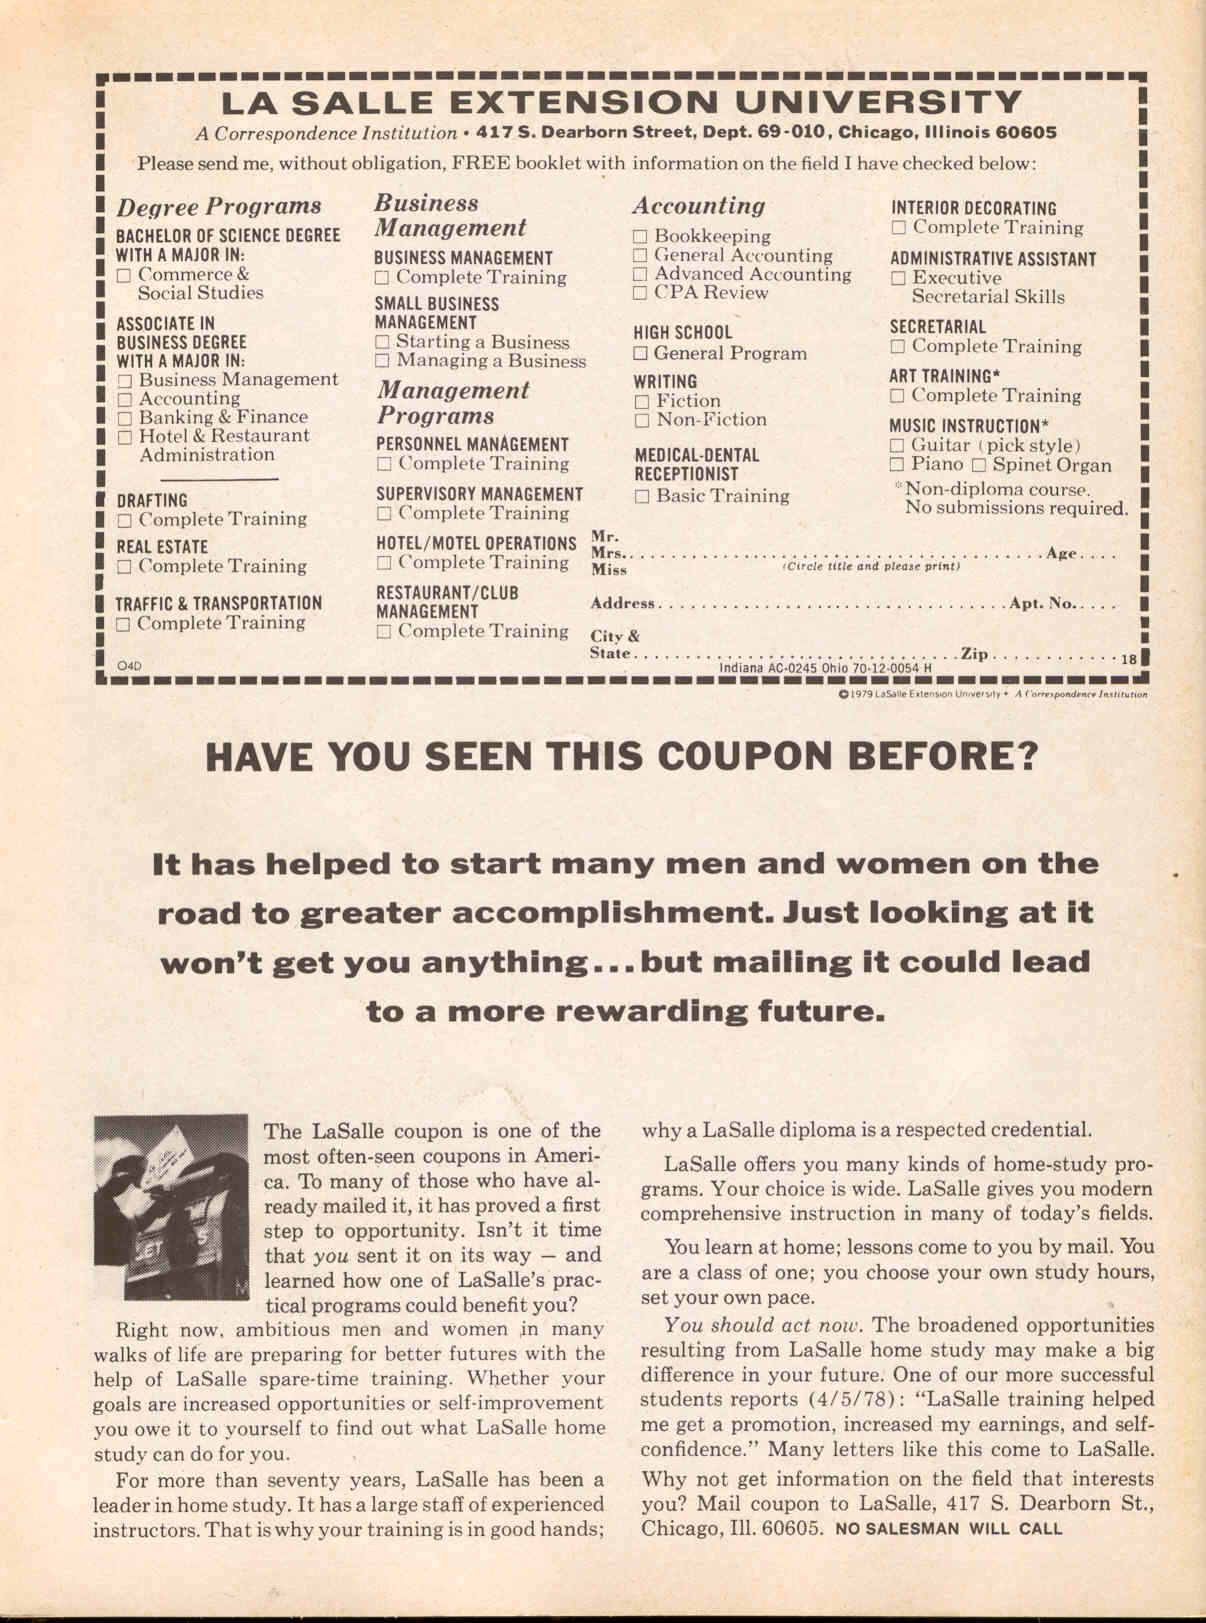 LA SALLE EXTENSION UNIVERSITY
A Correspondence Institution • 417 S. Dearborn Street, Dept. 69-010, Chicago, Illinois 60605
Please send me, without obligation, FREE booklet with information on the field I have checked below:
Degree Programs
BACHELOR OF SCIENCE DEGREE
WITH A MAJOR IN:
☐ Commerce &
Social Studies
ASSOCIATE IN
BUSINESS DEGREE
WITH A MAJOR IN:
☐ Business Management
☐ Accounting
☐ Banking & Finance
☐ Hotel & Restaurant
Administration
DRAFTING
☐ Complete Training
REAL ESTATE
☐ Complete Training
TRAFFIC & TRANSPORTATION
☐ Complete Training
04D
Business
Management
BUSINESS MANAGEMENT
☐ Complete Training
SMALL BUSINESS
MANAGEMENT
☐ Starting a Business
☐ Managing a Business
Management
Programs
PERSONNEL MANAGEMENT
☐ Complete Training
SUPERVISORY MANAGEMENT
☐ Complete Training
HOTEL/MOTEL OPERATIONS
☐ Complete Training
RESTAURANT/CLUB
MANAGEMENT
☐ Complete Training
Accounting
☐ Bookkeeping
☐ General Accounting
☐ Advanced Accounting
☐ CPA Review
HIGH SCHOOL
☐ General Program
WRITING
☐ Fiction
☐ Non-Fiction
MEDICAL-DENTAL
RECEPTIONIST
☐ Basic Training
INTERIOR DECORATING
☐ Complete Training
ADMINISTRATIVE ASSISTANT
☐ Executive
Secretarial Skills
SECRETARIAL
☐ Complete Training
ART TRAINING*
☐ Complete Training
MUSIC INSTRUCTION*
☐ Guitar (pick style)
☐ Piano ☐ Spinet Organ
*Non-diploma course.
No submissions required.
Mr.
Mrs.......................................Age....
Miss (Circle title and please print)
Address.................................Apt. No.....
City &
State...............................Zip............18
Indiana AC-0245 Ohio 70-12-0054 H
©1979 LaSalle Extension University • A Correspondence Institution
HAVE YOU SEEN THIS COUPON BEFORE?
It has helped to start many men and women on the
road to greater accomplishment. Just looking at it
won't get you anything...but mailing it could lead
to a more rewarding future.
The LaSalle coupon is one of the
most often-seen coupons in Ameri-
ca. To many of those who have al-
ready mailed it, it has proved a first
step to opportunity. Isn't it time
that you sent it on its way — and
learned how one of LaSalle's prac-
tical programs could benefit you?
Right now, ambitious men and women in many
walks of life are preparing for better futures with the
help of LaSalle spare-time training. Whether your
goals are increased opportunities or self-improvement
you owe it to yourself to find out what LaSalle home
study can do for you.
For more than seventy years, LaSalle has been a
leader in home study. It has a large staff of experienced
instructors. That is why your training is in good hands;
why a LaSalle diploma is a respected credential.
LaSalle offers you many kinds of home-study pro-
grams. Your choice is wide. LaSalle gives you modern
comprehensive instruction in many of today's fields.
You learn at home; lessons come to you by mail. You
are a class of one; you choose your own study hours,
set your own pace.
You should act now. The broadened opportunities
resulting from LaSalle home study may make a big
difference in your future. One of our more successful
students reports (4/5/78): "LaSalle training helped
me get a promotion, increased my earnings, and self-
confidence." Many letters like this come to LaSalle.
Why not get information on the field that interests
you? Mail coupon to LaSalle, 417 S. Dearborn St.,
Chicago, Ill. 60605. NO SALESMAN WILL CALL